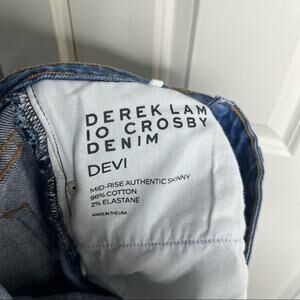 DEREK LAM
10 CROSBY
DENIM
DEVI
MID-RISE AUTHENTIC SKINNY
98% COTTON
2% ELASTANE
MADE IN THE USA